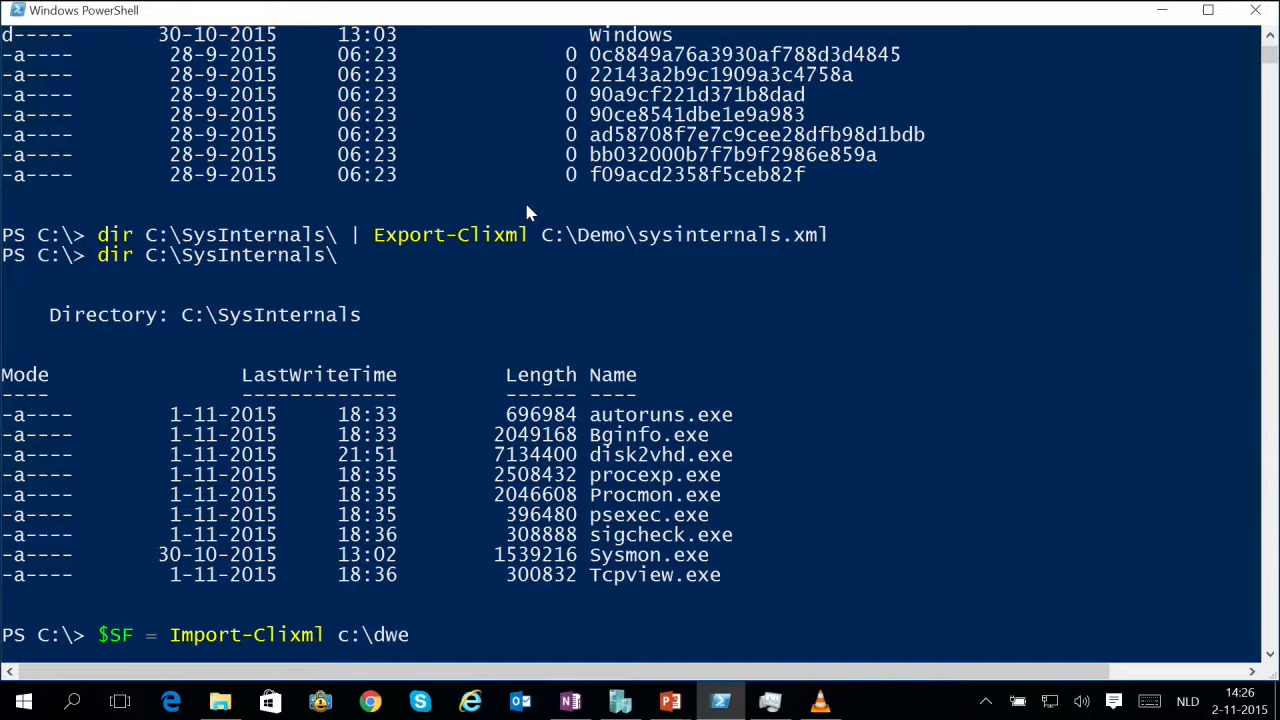 Windows PowerShell
d----- 30-10-2015 13:03 Windows
-a---- 28-9-2015 06:23 0 0c8849a76a3930af788d3d4845
-a---- 28-9-2015 06:23 0 22143a2b9c1909a3c4758a
-a---- 28-9-2015 06:23 0 90a9cf221d371b8dad
-a---- 28-9-2015 06:23 0 90ce8541dbe1e9a983
-a---- 28-9-2015 06:23 0 ad58708f7e7c9cee28dfb98d1bdb
-a---- 28-9-2015 06:23 0 bb032000b7f7b9f2986e859a
-a---- 28-9-2015 06:23 0 f09acd2358f5ceb82f
PS C:\> dir C:\SysInternals\ | Export-Clixml C:\Demo\sysinternals.xml
PS C:\> dir C:\SysInternals\
Directory: C:\SysInternals
Mode LastWriteTime Length Name
---- ------------- ------ ----
-a---- 1-11-2015 18:33 696984 autoruns.exe
-a---- 1-11-2015 18:33 2049168 Bginfo.exe
-a---- 1-11-2015 21:51 7134400 disk2vhd.exe
-a---- 1-11-2015 18:35 2508432 procexp.exe
-a---- 1-11-2015 18:35 2046608 Procmon.exe
-a---- 1-11-2015 18:35 396480 psexec.exe
-a---- 1-11-2015 18:36 308888 sigcheck.exe
-a---- 30-10-2015 13:02 1539216 Sysmon.exe
-a---- 1-11-2015 18:36 300832 Tcpview.exe
PS C:\> $SF = Import-Clixml c:\dwe
NLD
14:26
2-11-2015